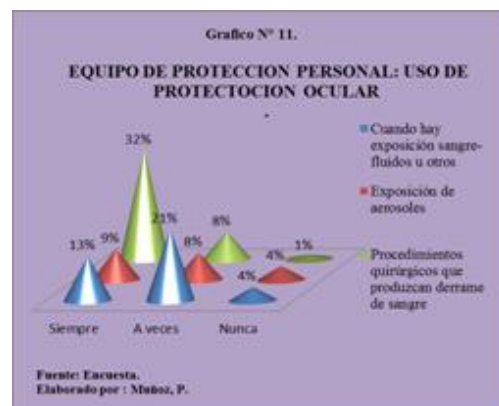 Grafico N° 11.
EQUIPO DE PROTECCION PERSONAL: USO DE
PROTECTOCION OCULAR
32%
13%
9%
21%
8%
8%
4%
4%
1%
Siempre
A veces
Nunca
Cuando hay
exposición sangre-
fluidos u otros
Exposición de
aerosoles
Procedimientos
quirúrgicos que
produzcan derrame
de sangre
Fuente: Encuesta.
Elaborado por : Muñoz, P.